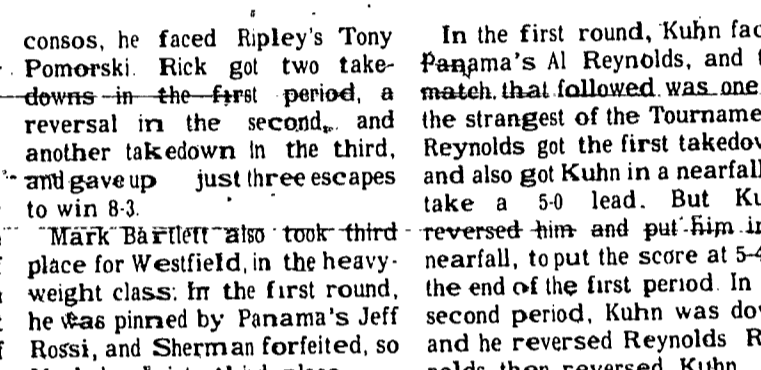 consos, he faced Ripley's Tony
Pomorski. Rick got two take-
downs in the first period, a
reversal in the second, and
another takedown in the third,
and gave up just three escapes
to win 8-3.
Mark Bartlett also took third
place for Westfield, in the heavy-
weight class: In the first round,
he was pinned by Panama's Jeff
Rossi, and Sherman forfeited, so
In the first round, Kuhn fac
Panama's Al Reynolds, and
match, that followed was one
the strangest of the Tourname
Reynolds got the first takedov
and also got Kuhn in a nearfall
take a 5-0 lead. But Ku
reversed him and put him in
nearfall, to put the score at 5-4
the end of the first period. In
second period, Kuhn was dov
and he reversed Reynolds R
reversed Kuhn